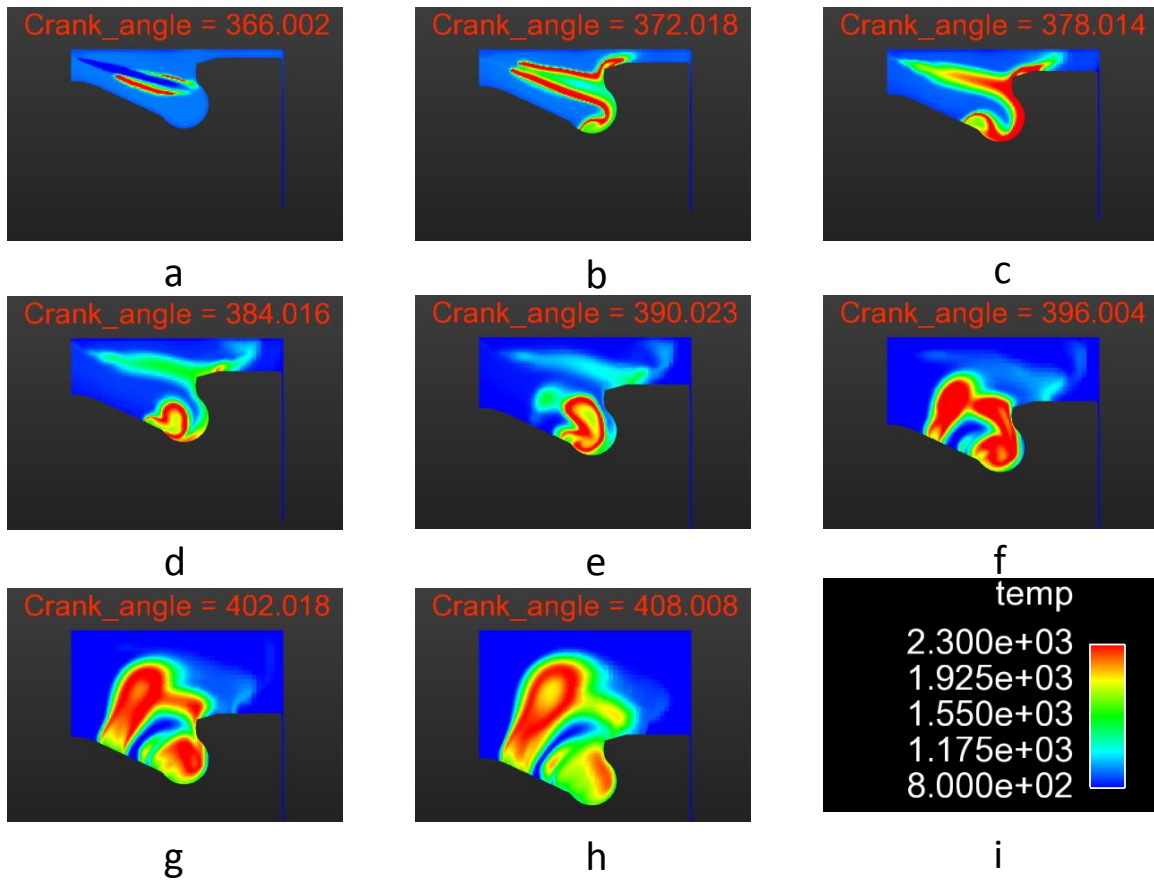 Crank_angle = 366.002
Crank_angle = 372.018
Crank_angle = 378.014
a
b
c
Crank_angle = 384.016
Crank_angle = 390.023
Crank_angle = 396.004
d
e
f
Crank_angle = 402.018
Crank_angle = 408.008
temp
2.300e+03
1.925e+03
1.550e+03
1.175e+03
8.000e+02
g
h
i